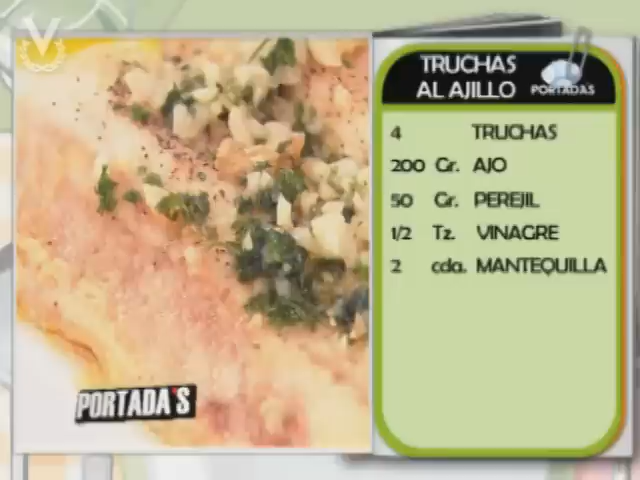 V
TRUCHAS
AL AJILLO
PORTADAS
4 TRUCHAS
200 Gr. AJO
50 Gr. PEREJIL
1/2 Tz. VINAGRE
2 cda. MANTEQUILLA
PORTADA'S